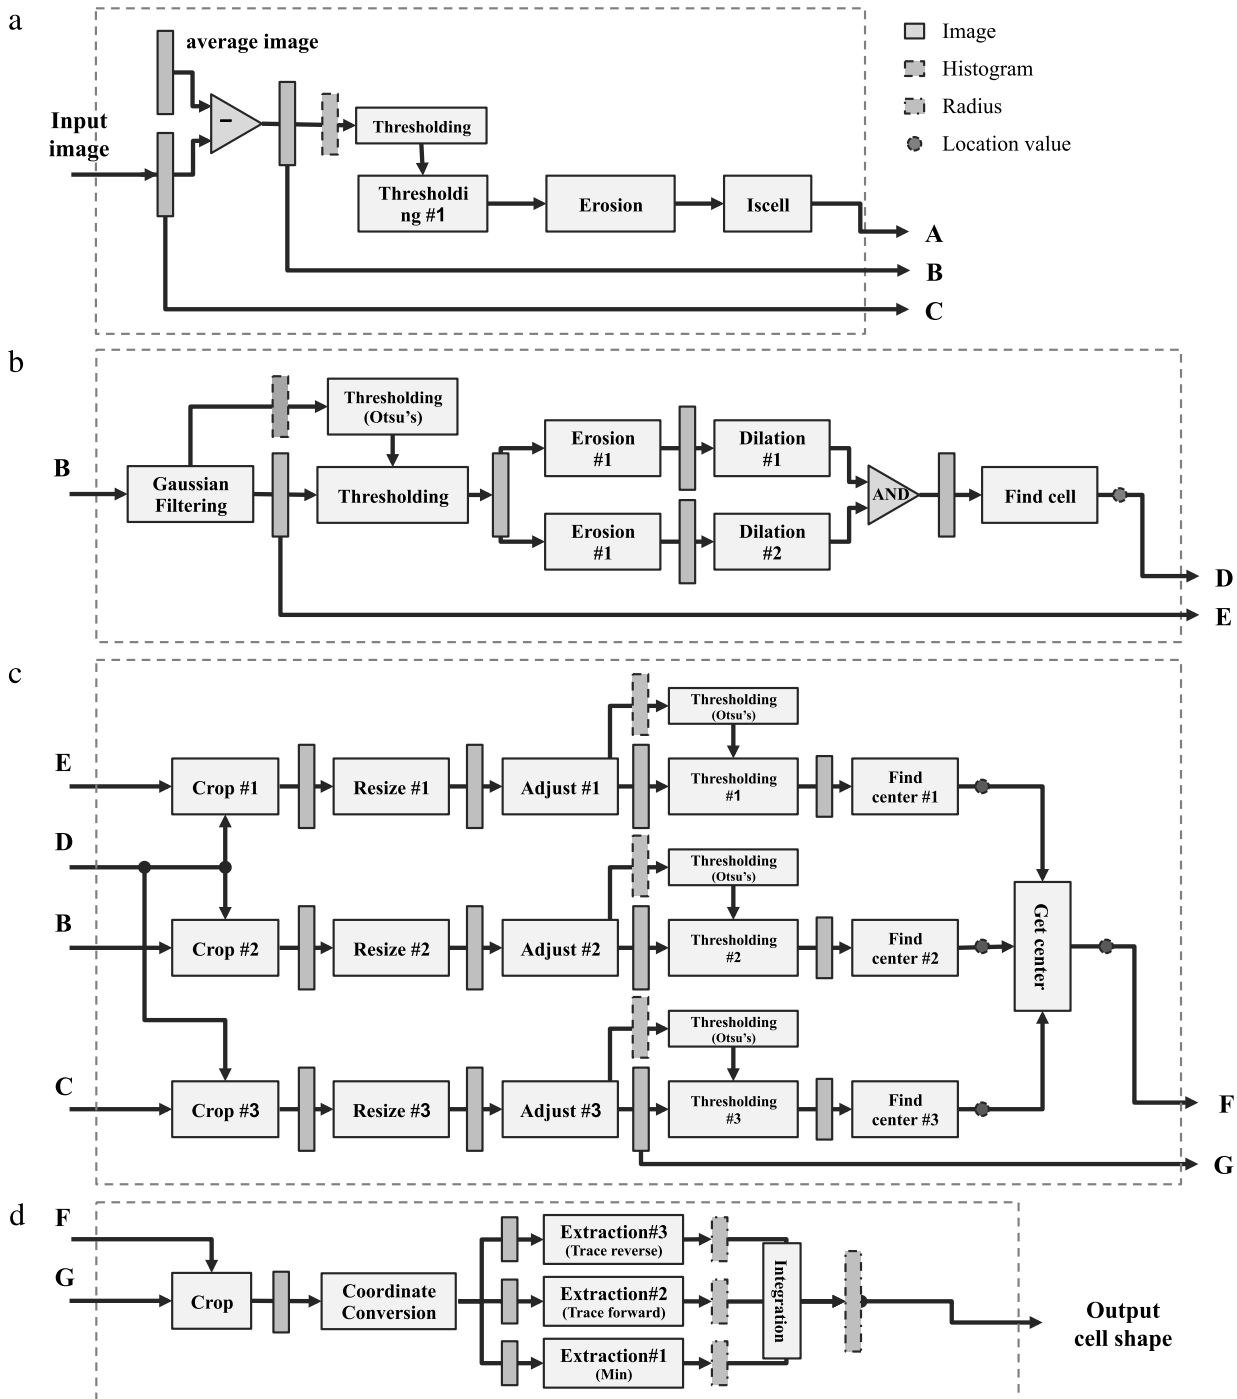 a
average image
Input
image
−
Thresholding
Thresholdi
ng #1
Erosion
Iscell
A
B
C
Image
Histogram
Radius
Location value
b
B
Gaussian
Filtering
Thresholding
(Otsu's)
Thresholding
Erosion
#1
Dilation
#1
Erosion
#1
Dilation
#2
AND
Find cell
D
E
c
E
Crop #1
Resize #1
Adjust #1
Thresholding
(Otsu's)
Thresholding
#1
Find
center #1
D
B
Crop #2
Resize #2
Adjust #2
Thresholding
(Otsu's)
Thresholding
#2
Find
center #2
Get center
C
Crop #3
Resize #3
Adjust #3
Thresholding
(Otsu's)
Thresholding
#3
Find
center #3
F
G
d
F
G
Crop
Coordinate
Conversion
Extraction#3
(Trace reverse)
Extraction#2
(Trace forward)
Extraction#1
(Min)
Integration
Output
cell shape